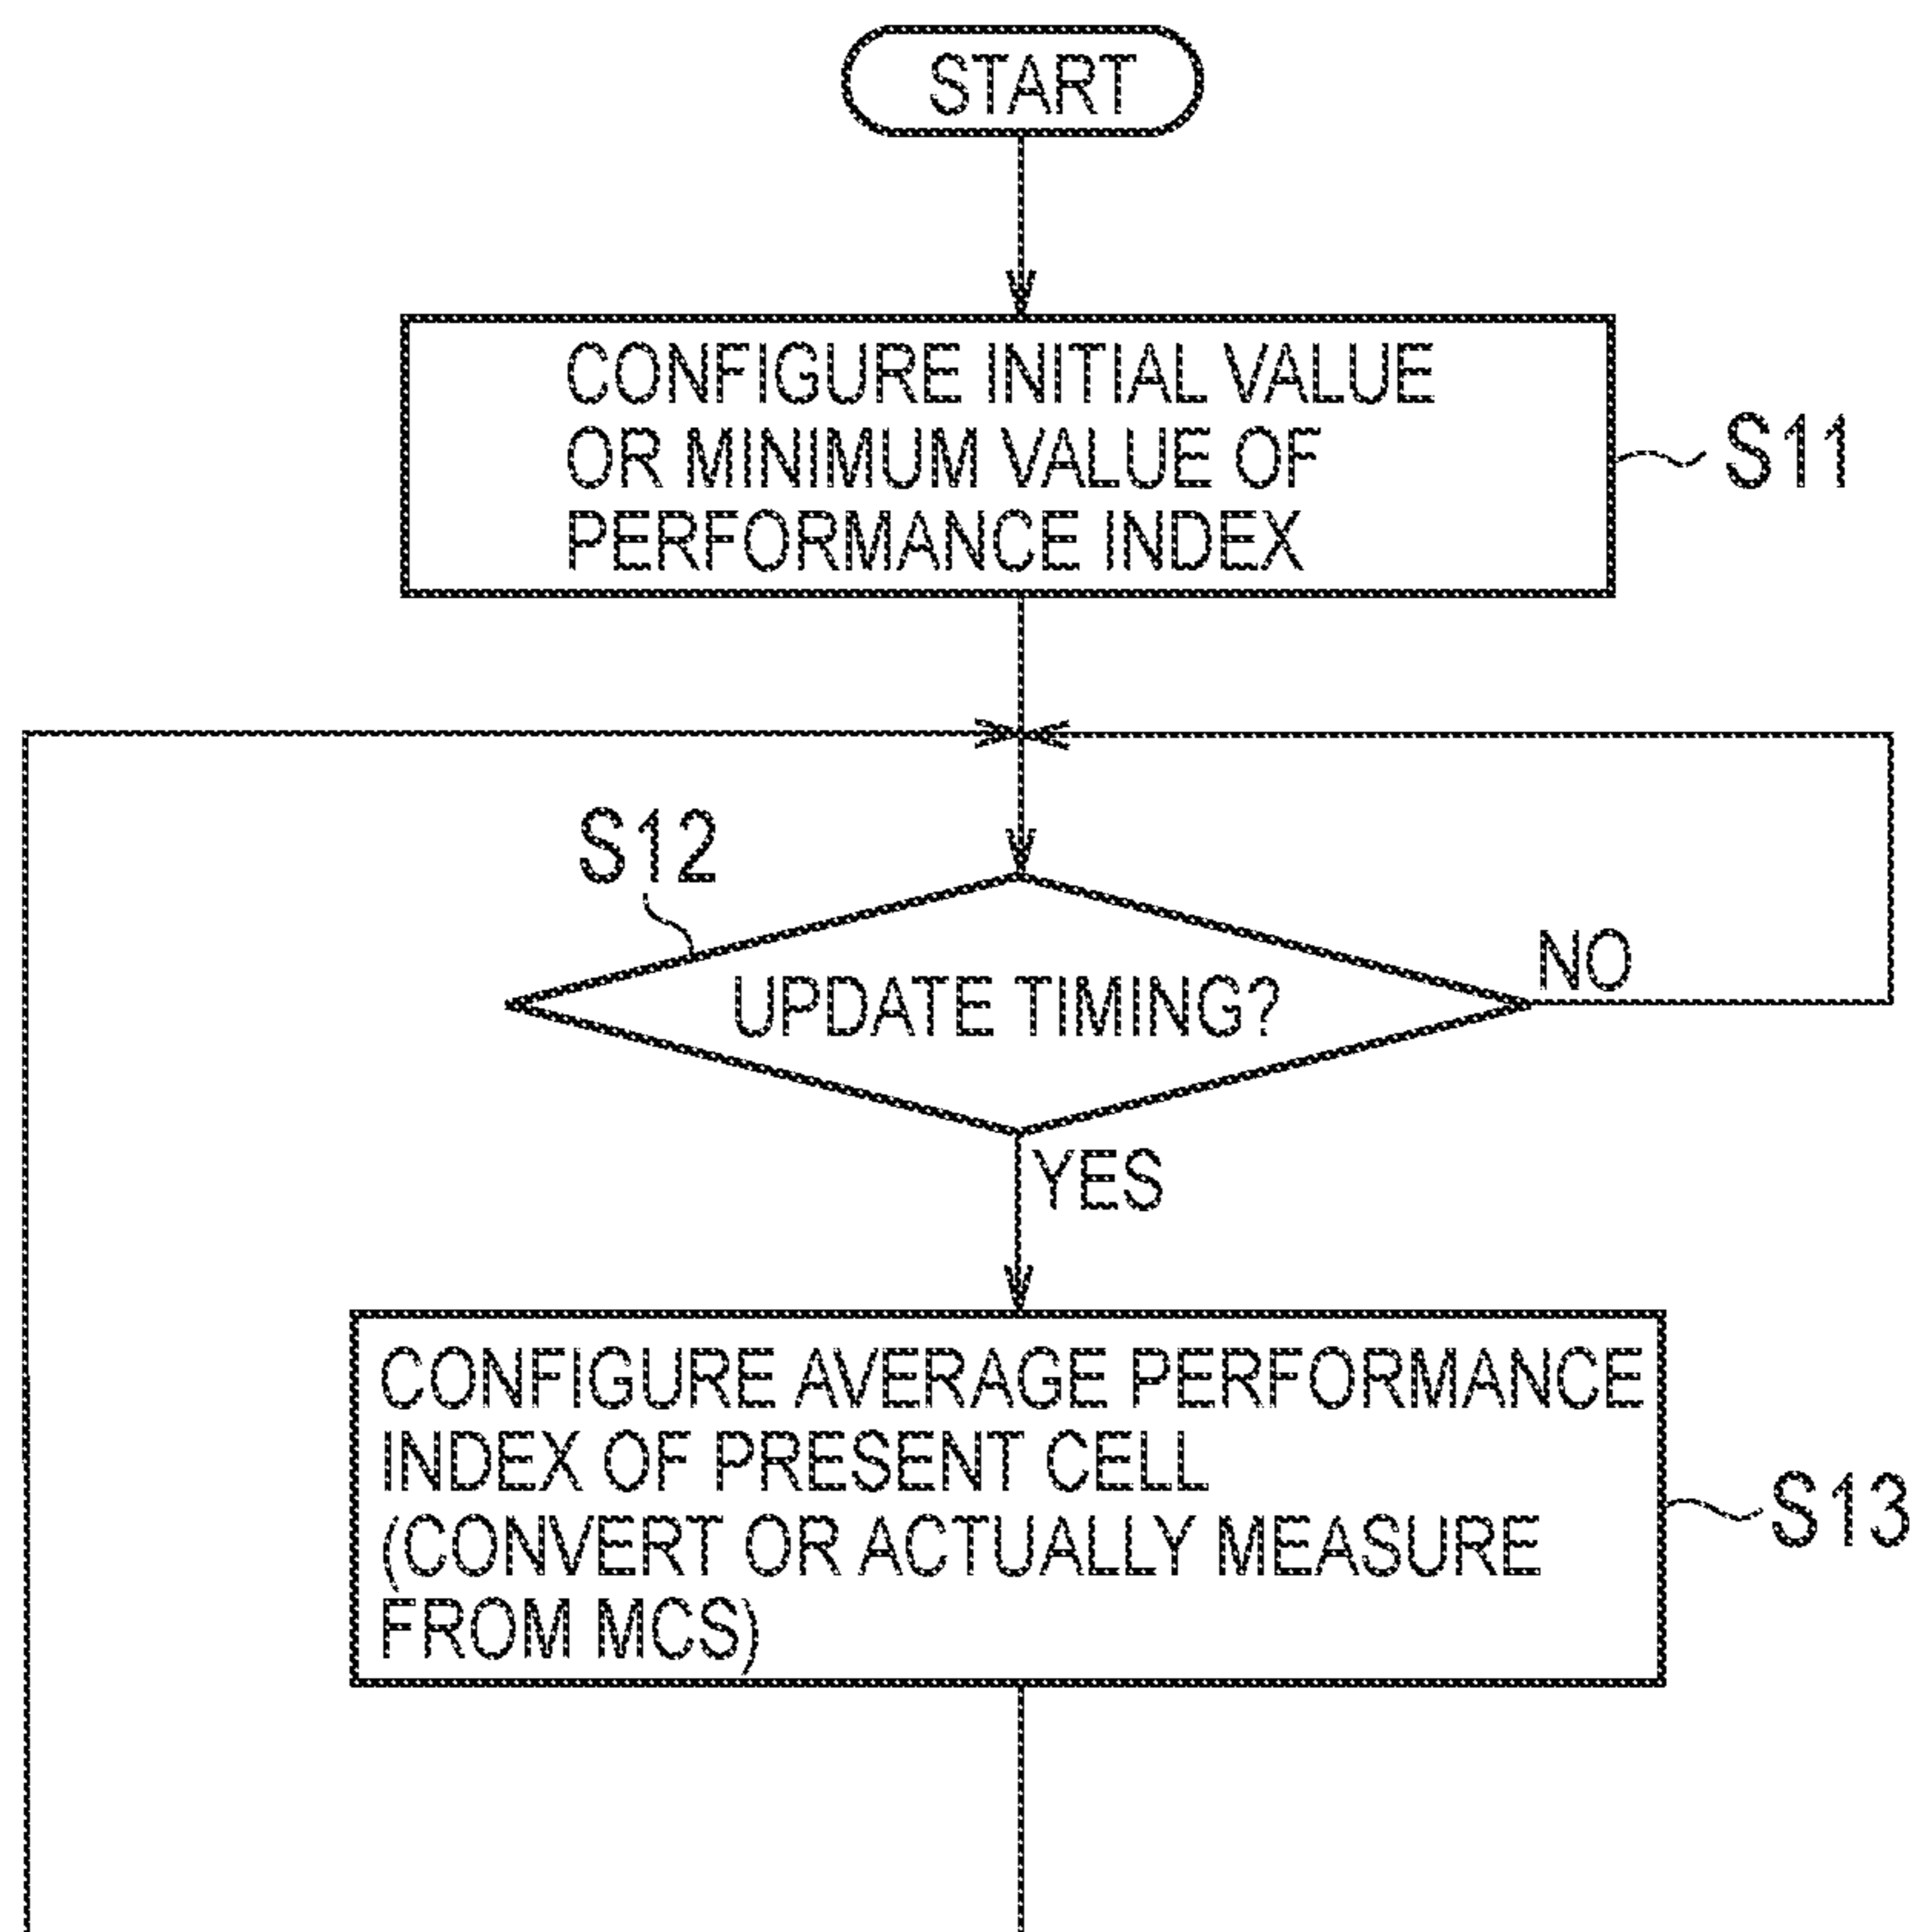 START
CONFIGURE INITIAL VALUE
OR MINIMUM VALUE OF
PERFORMANCE INDEX
S11
S12
UPDATE TIMING?
NO
YES
CONFIGURE AVERAGE PERFORMANCE
INDEX OF PRESENT CELL
(CONVERT OR ACTUALLY MEASURE
FROM MCS)
S13